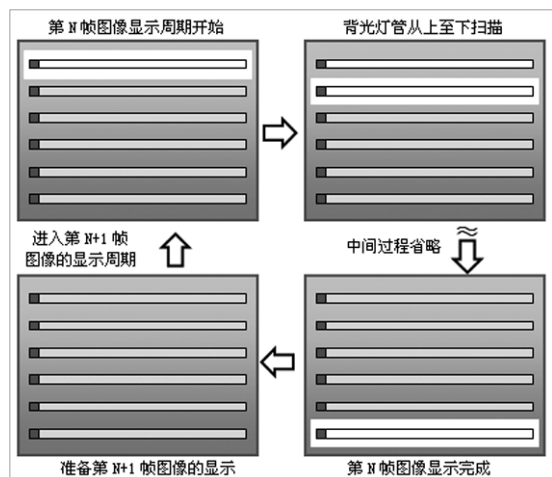 第 N 帧图像显示周期开始
背光灯管从上至下扫描
进入第 N+1 帧
图像的显示周期
中间过程省略
准备第 N+1 帧图像的显示
第 N 帧图像显示完成